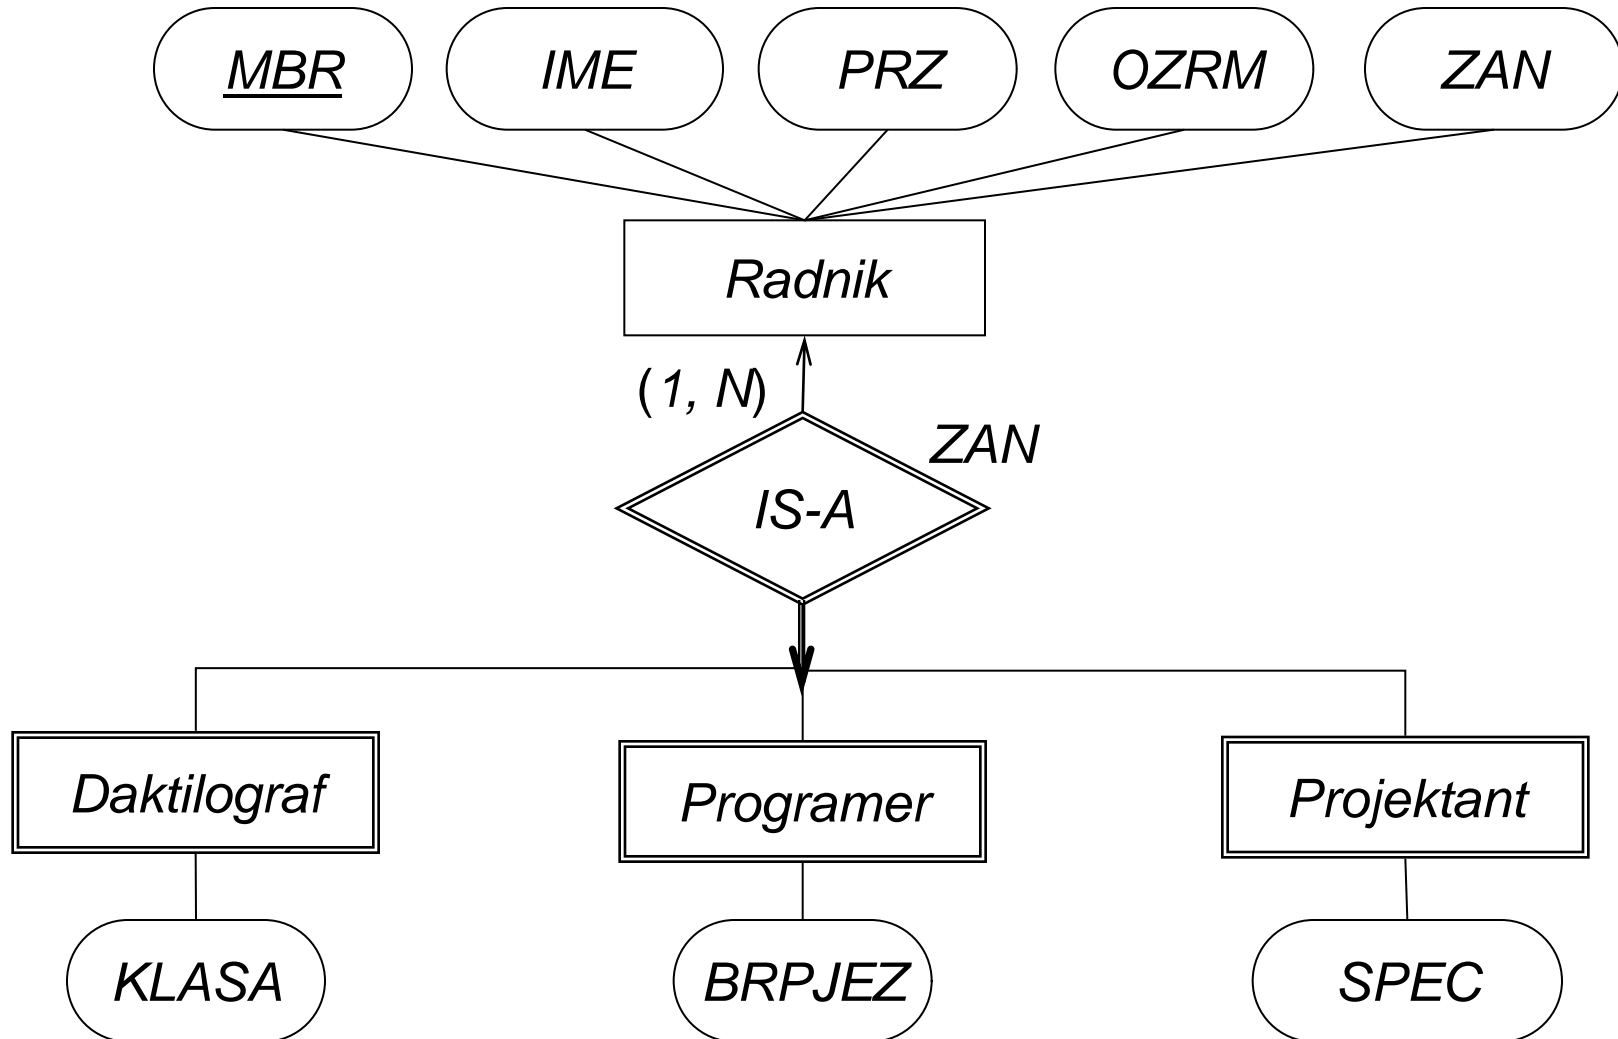 MBR
IME
PRZ
OZRM
ZAN
Radnik
(1, N)
ZAN
IS-A
Daktilograf
Programer
Projektant
KLASA
BRPJEZ
SPEC